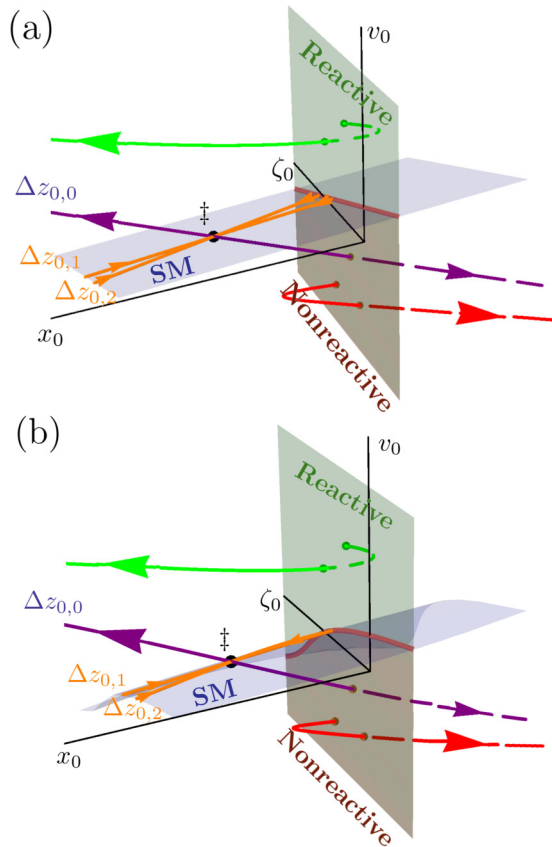 (a)
v₀
Reactive
ζ₀
Δz₀,₀
‡
Δz₀,₁
SM
Δz₀,₂
x₀
Nonreactive
(b)
v₀
Reactive
ζ₀
Δz₀,₀
‡
Δz₀,₁
SM
Δz₀,₂
x₀
Nonreactive